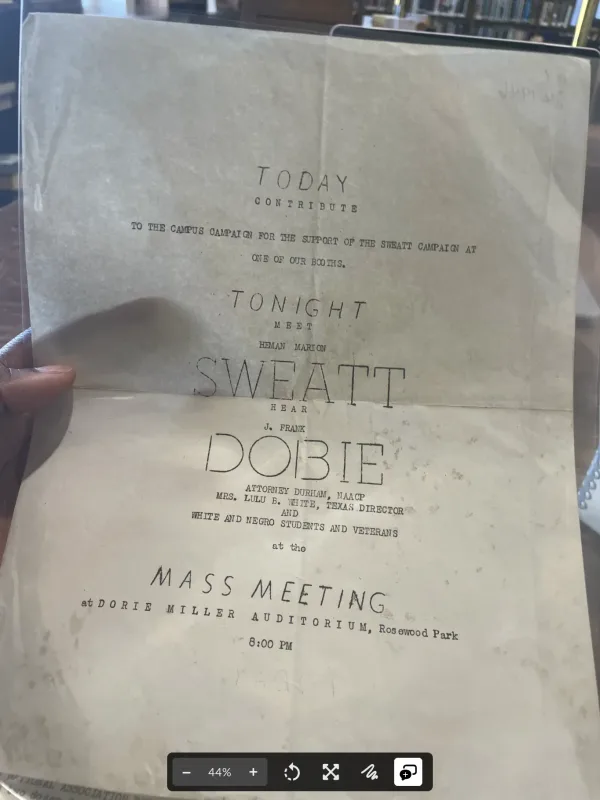 TODAY
CONTRIBUTE
TO THE CAMPUS CAMPAIGN FOR THE SUPPORT OF THE SWEATT CAMPAIGN AT
ONE OF OUR BOOTHS.
TONIGHT
MEET
HEMAN MARION
SWEATT
HEAR
J. FRANK
DOBIE
ATTORNEY DURHAM, NAACP
MRS. LULU B. WHITE, TEXAS DIRECTOR
AND
WHITE AND NEGRO STUDENTS AND VETERANS
at the
MASS MEETING
at DORIE MILLER AUDITORIUM, Rosewood Park
8:00 PM
44%